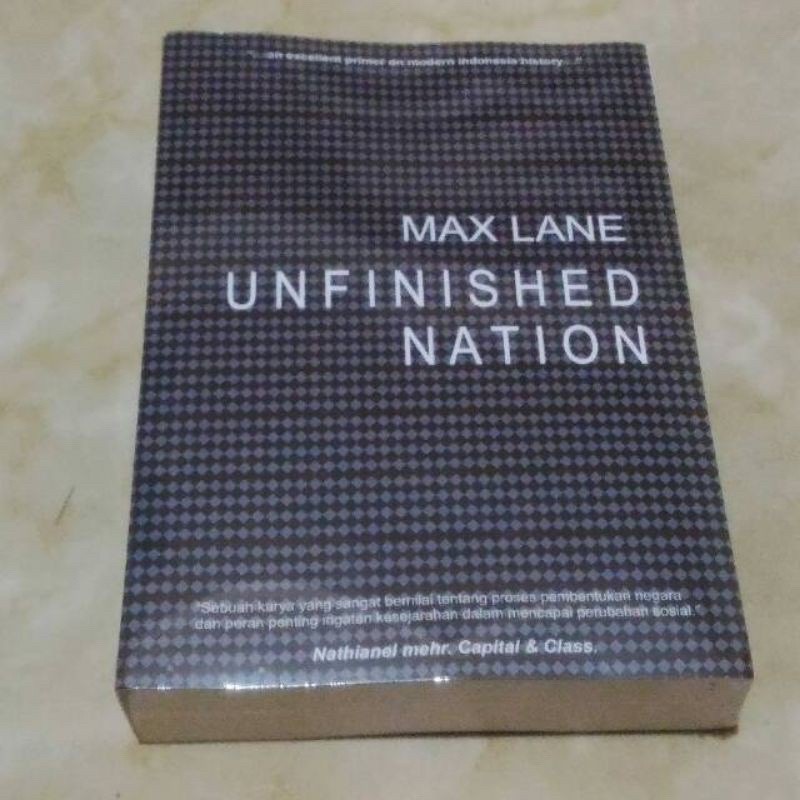 "...an excellent primer on modern Indonesia history..."
MAX LANE
UNFINISHED
NATION
"Sebuah karya yang sangat bernilai tentang proses pembentukan negara
dan peran penting ingatan kesejarahan dalam mencapai perubahan sosial."
Nathianel mehr. Capital & Class.